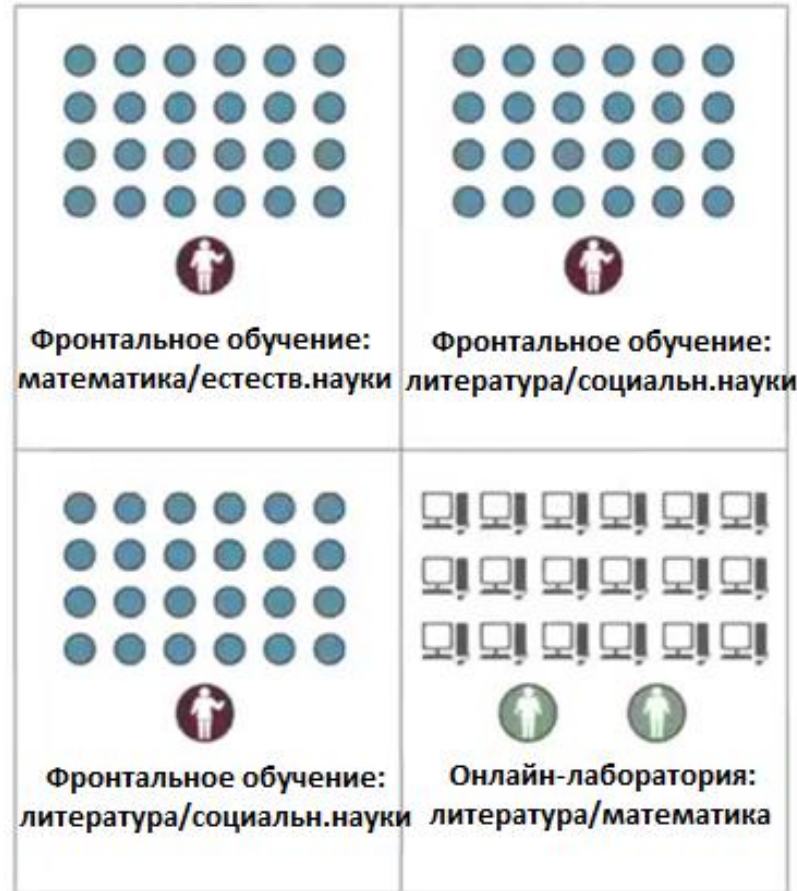 Фронтальное обучение:
математика/естеств.науки
Фронтальное обучение:
литература/социальн.науки
Фронтальное обучение:
литература/социальн.науки
Онлайн-лаборатория:
литература/математика